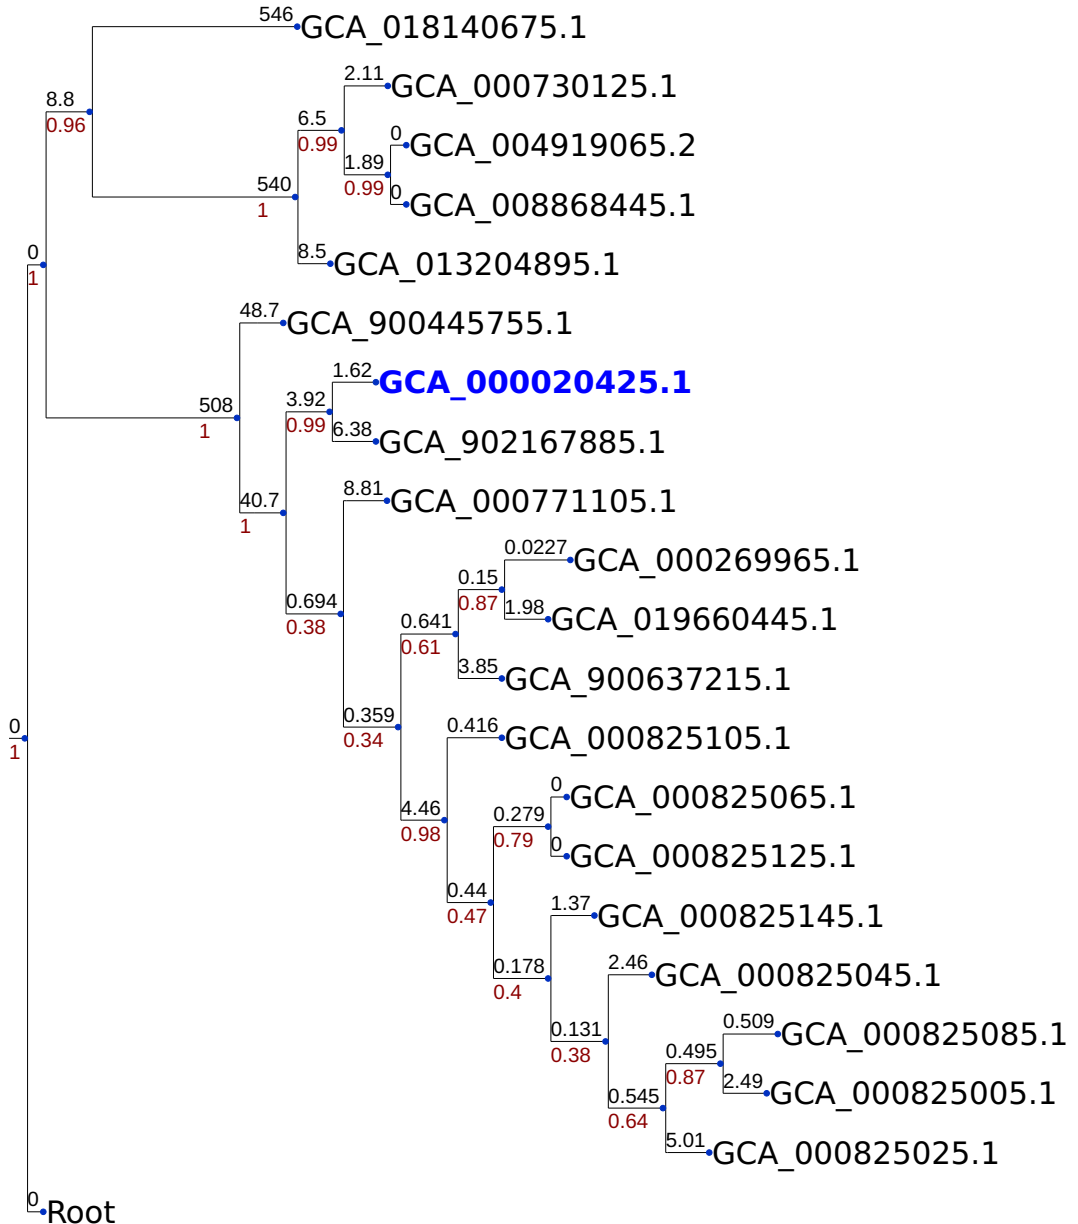 546
GCA_018140675.1
2.11
GCA_000730125.1
8.8
0.96
6.5
0.99
0
GCA_004919065.2
1.89
0.99
540
1
0
GCA_008868445.1
0
1
8.5
GCA_013204895.1
48.7
GCA_900445755.1
1.62
GCA_000020425.1
508
1
3.92
0.99
6.38
GCA_902167885.1
40.7
1
8.81
GCA_000771105.1
0.0227
GCA_000269965.1
0.15
0.87
0.694
0.38
0.641
0.61
1.98
GCA_019660445.1
3.85
GCA_900637215.1
0
1
0.359
0.34
0.416
GCA_000825105.1
0
GCA_000825065.1
4.46
0.98
0.279
0.79
0
GCA_000825125.1
0.44
0.47
1.37
GCA_000825145.1
0.178
0.4
2.46
GCA_000825045.1
0.131
0.38
0.509
GCA_000825085.1
0.495
0.87
2.49
GCA_000825005.1
0.545
0.64
5.01
GCA_000825025.1
0
Root